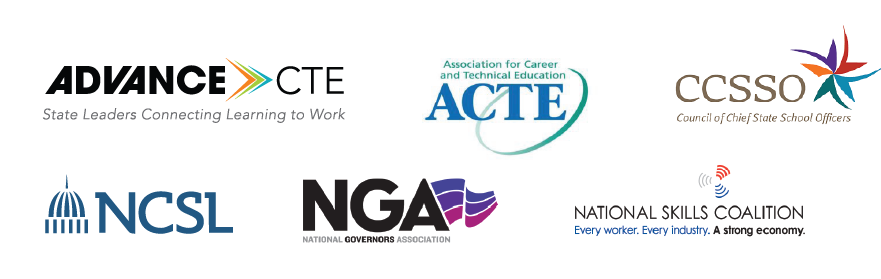 ADVANCE CTE
State Leaders Connecting Learning to Work
Association for Career
and Technical Education
ACTE
CCSSO
Council of Chief State School Officers
NCSL
NGA
NATIONAL GOVERNORS ASSOCIATION
NATIONAL SKILLS COALITION
Every worker. Every industry. A strong economy.